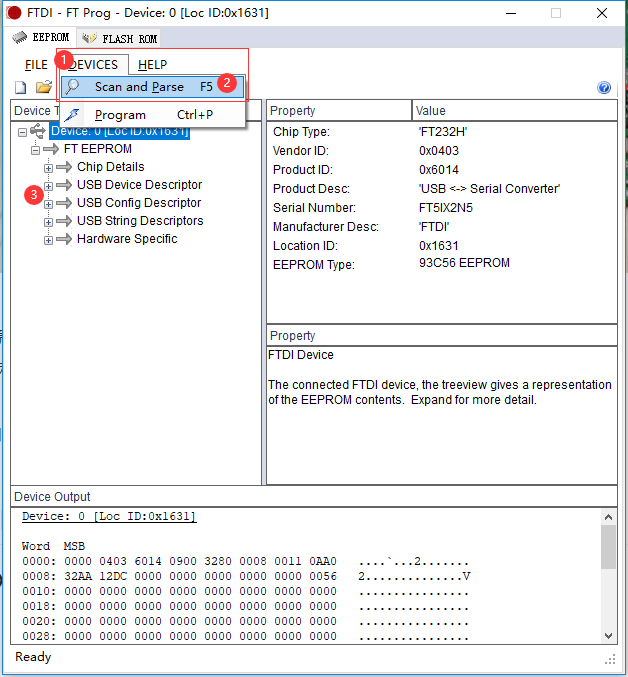 FTDI - FT Prog - Device: 0 [Loc ID:0x1631]
EEPROM FLASH ROM
FILE 1 DEVICES HELP
Scan and Parse F5 2
Program Ctrl+P
Device T
Property Value
Device: 0 [Loc ID:0x1631]
FT EEPROM
Chip Details
USB Device Descriptor
3 USB Config Descriptor
USB String Descriptors
Hardware Specific
Chip Type: 'FT232H'
Vendor ID: 0x0403
Product ID: 0x6014
Product Desc: 'USB <-> Serial Converter'
Serial Number: FT5IX2N5
Manufacturer Desc: 'FTDI'
Location ID: 0x1631
EEPROM Type: 93C56 EEPROM
Property
FTDI Device
The connected FTDI device, the treeview gives a representation
of the EEPROM contents. Expand for more detail.
Device Output
Device: 0 [Loc ID:0x1631]
Word MSB
0000: 0000 0403 6014 0900 3280 0008 0011 0AA0 ....`...2.......
0008: 32AA 12DC 0000 0000 0000 0000 0000 0056 2..............V
0010: 0000 0000 0000 0000 0000 0000 0000 0000 ................
0018: 0000 0000 0000 0000 0000 0000 0000 0000 ................
0020: 0000 0000 0000 0000 0000 0000 0000 0000 ................
0028: 0000 0000 0000 0000 0000 0000 0000 0000 ................
Ready